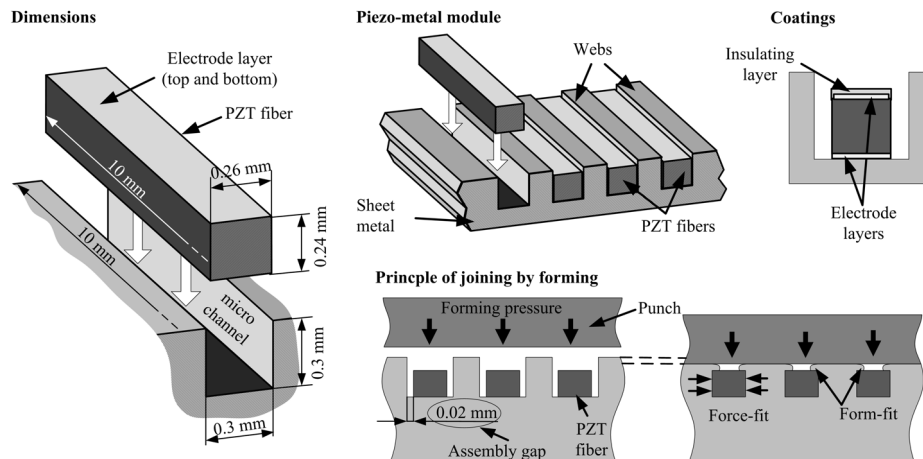 Dimensions
Electrode layer
(top and bottom)
PZT fiber
10 mm
0.26 mm
0.24 mm
10 mm
micro
channel
0.3 mm
0.3 mm
Piezo-metal module
Webs
Sheet
metal
PZT fibers
Coatings
Insulating
layer
Electrode
layers
Princple of joining by forming
Forming pressure
Punch
0.02 mm
Assembly gap
PZT
fiber
Force-fit
Form-fit